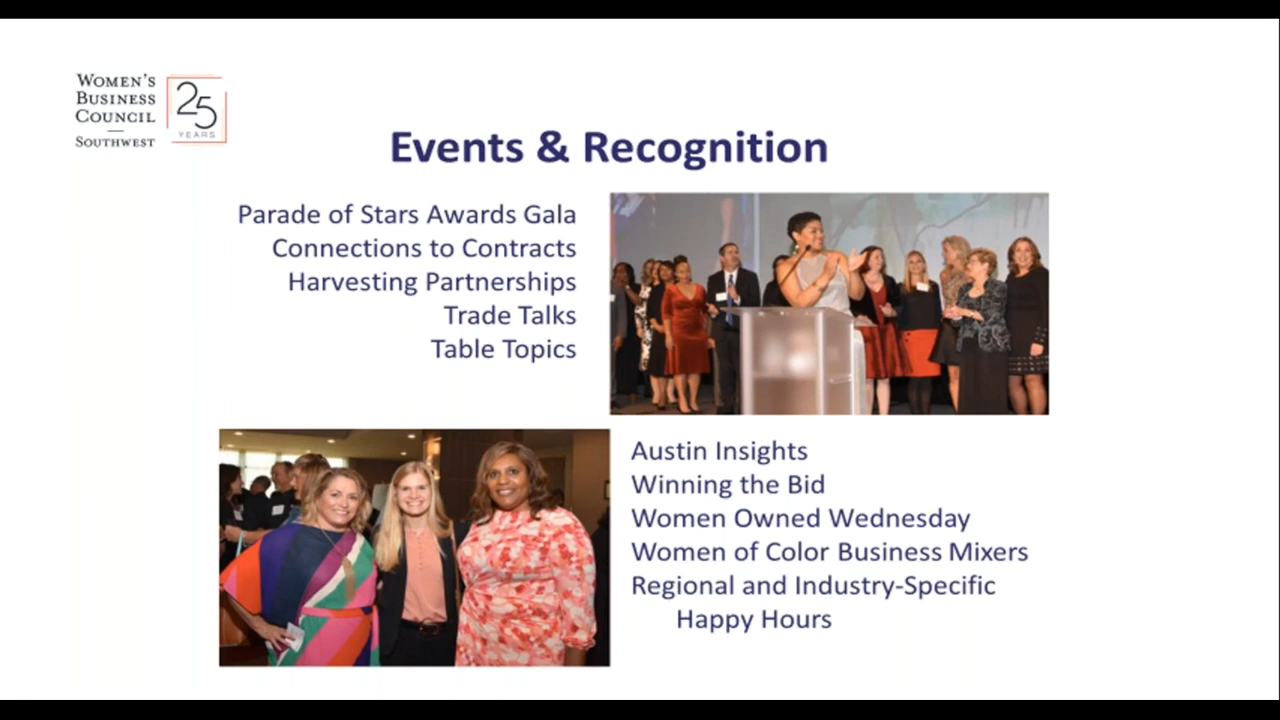 WOMEN'S
BUSINESS
COUNCIL
SOUTHWEST
25
YEARS
Events & Recognition
Parade of Stars Awards Gala
Connections to Contracts
Harvesting Partnerships
Trade Talks
Table Topics
Austin Insights
Winning the Bid
Women Owned Wednesday
Women of Color Business Mixers
Regional and Industry-Specific
Happy Hours